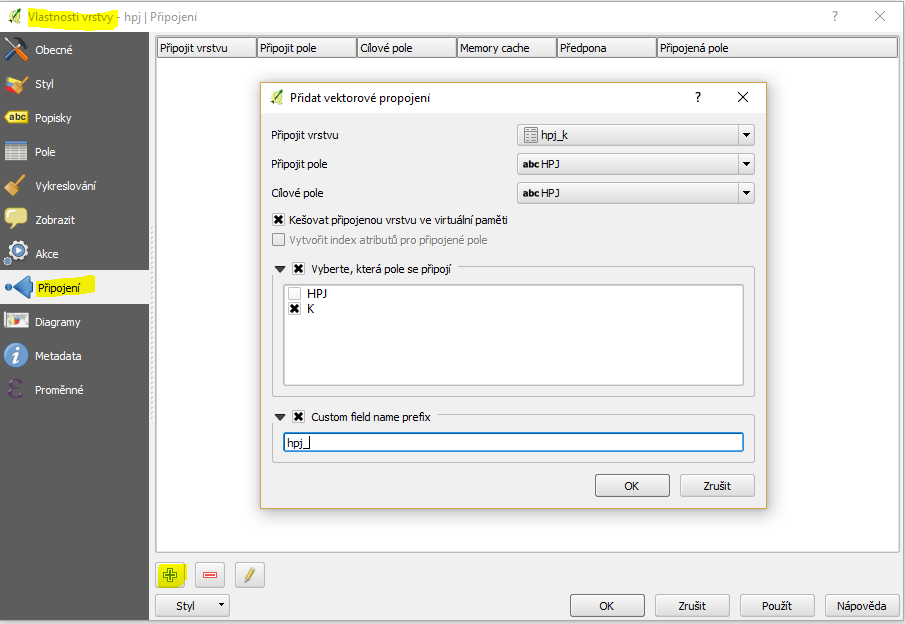 Vlastnosti vrstvy - hpj | Připojení
?
Obecné
Styl
abc Popisky
Pole
Vykreslování
Zobrazit
Akce
Připojení
Diagramy
Metadata
Proměnné
Připojit vrstvu Připojit pole Cílové pole Memory cache Předpona Připojená pole
Přidat vektorové propojení ?
Připojit vrstvu hpj_k
Připojit pole abc HPJ
Cílové pole abc HPJ
Kešovat připojenou vrstvu ve virtuální paměti
Vytvořit index atributů pro připojené pole
Vyberte, která pole se připojí
HPJ
K
Custom field name prefix
hpj_
OK Zrušit
Styl
OK Zrušit Použít Nápověda